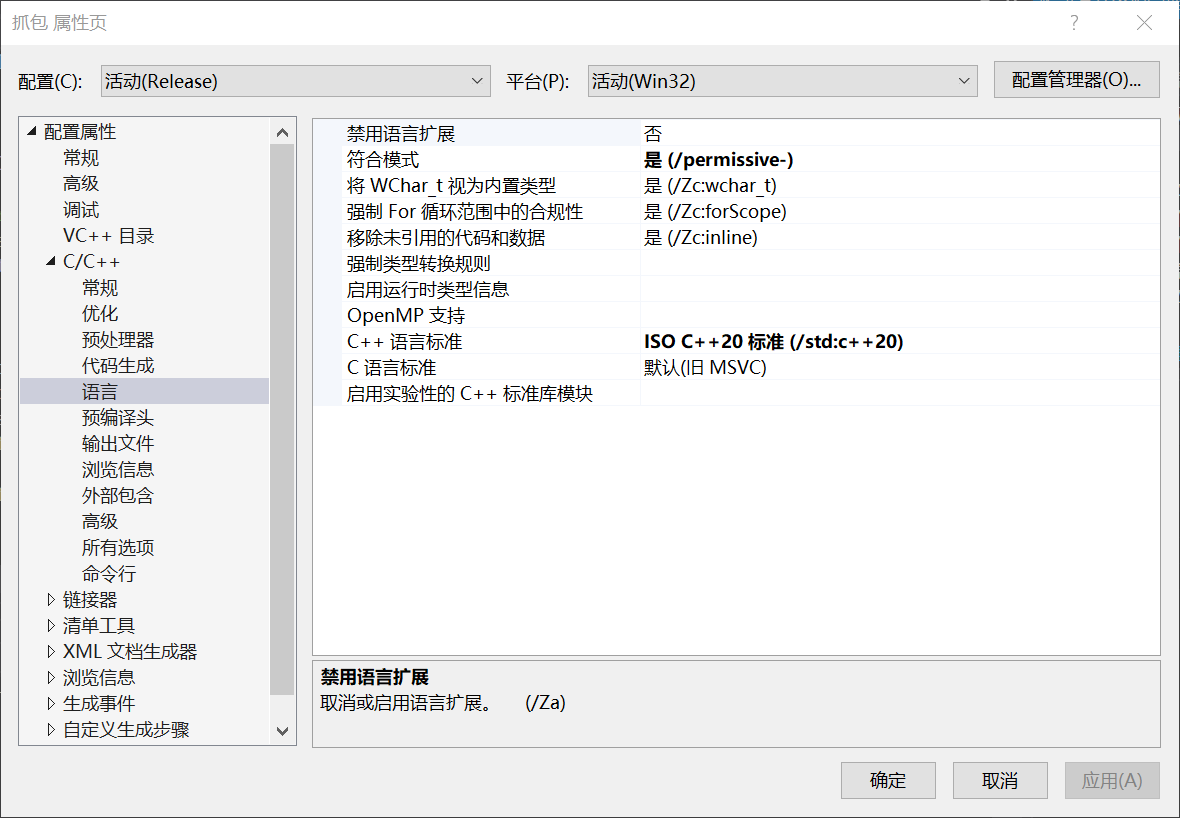 抓包 属性页
?
配置(C): 活动(Release) 平台(P): 活动(Win32) 配置管理器(O)...
配置属性
常规
高级
调试
VC++ 目录
C/C++
常规
优化
预处理器
代码生成
语言
预编译头
输出文件
浏览信息
外部包含
高级
所有选项
命令行
链接器
清单工具
XML 文档生成器
浏览信息
生成事件
自定义生成步骤
禁用语言扩展 否
符合模式 是 (/permissive-)
将 WChar_t 视为内置类型 是 (/Zc:wchar_t)
强制 For 循环范围中的合规性 是 (/Zc:forScope)
移除未引用的代码和数据 是 (/Zc:inline)
强制类型转换规则
启用运行时类型信息
OpenMP 支持
C++ 语言标准 ISO C++20 标准 (/std:c++20)
C 语言标准 默认(旧 MSVC)
启用实验性的 C++ 标准库模块
禁用语言扩展
取消或启用语言扩展。 (/Za)
确定 取消 应用(A)